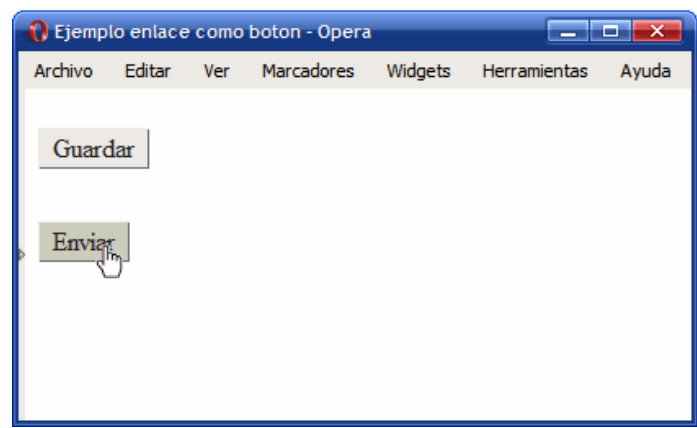 Ejemplo enlace como boton - Opera
Archivo Editar Ver Marcadores Widgets Herramientas Ayuda
Guardar
Enviar